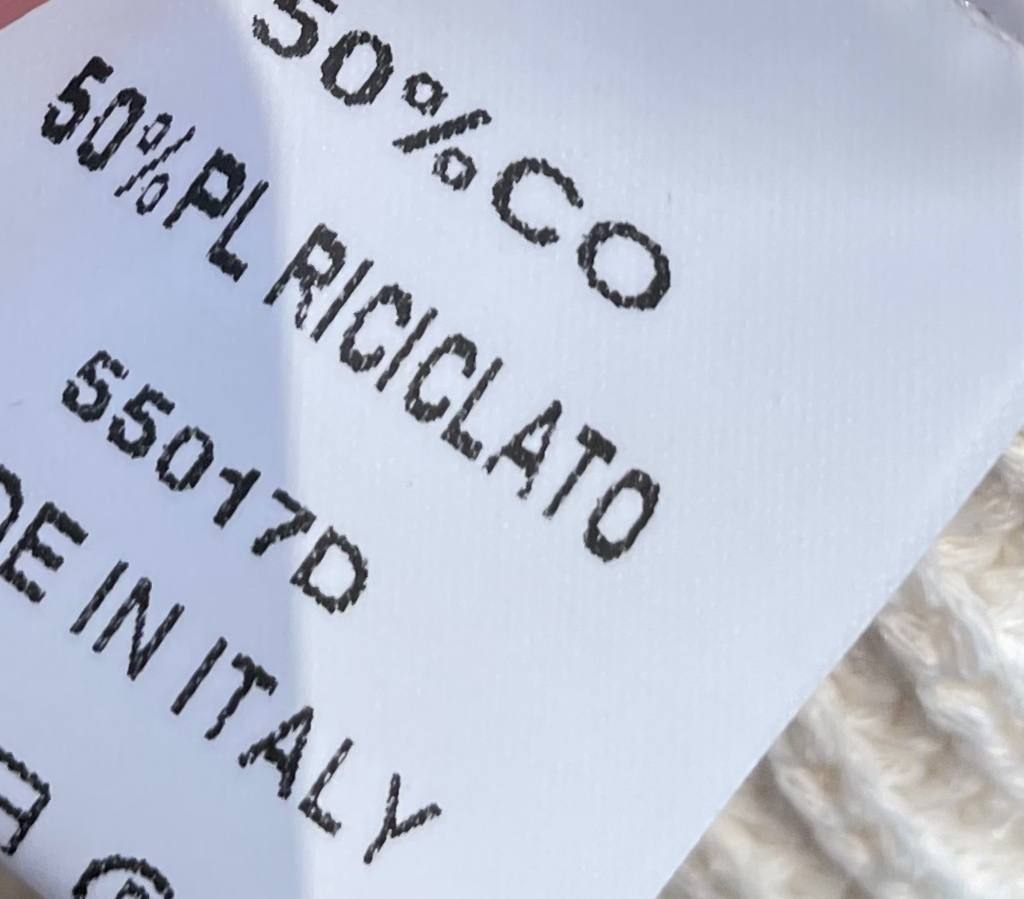 50%CO
50%PL RICICLATO
55017D
DE IN ITALY